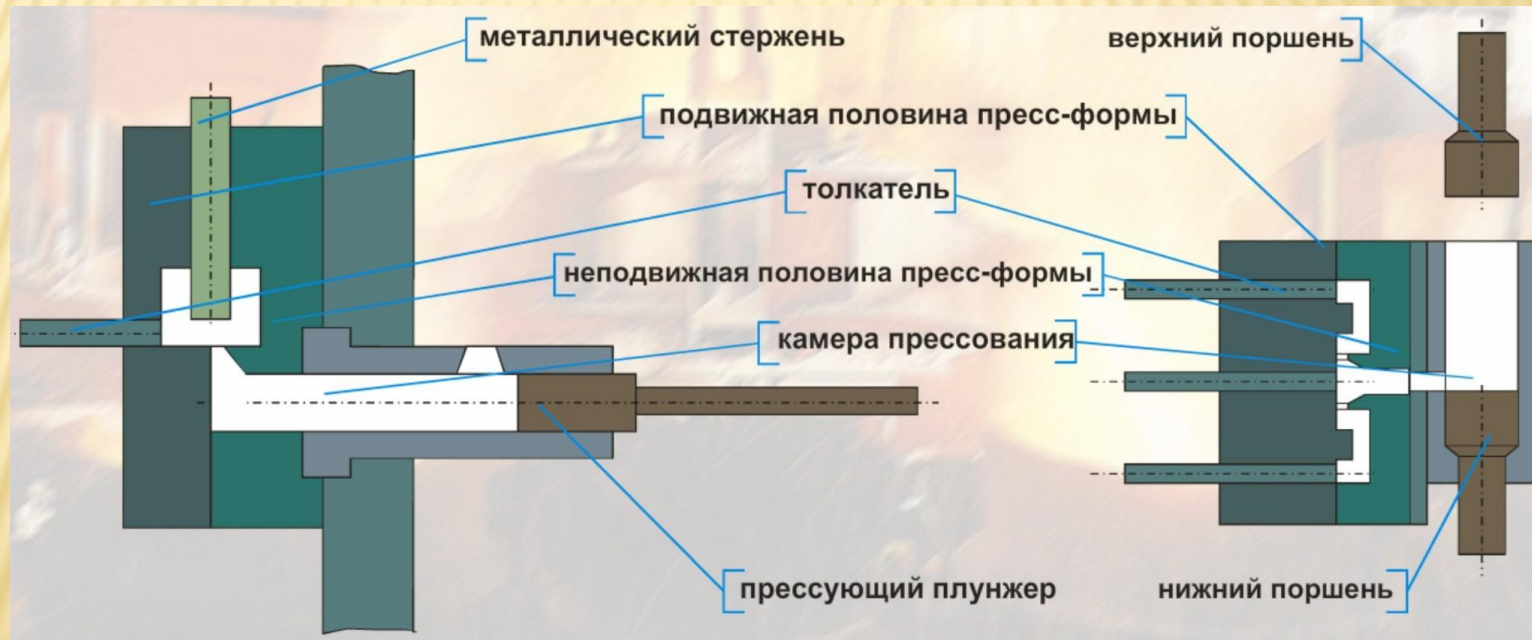 металлический стержень
верхний поршень
подвижная половина пресс-формы
толкатель
неподвижная половина пресс-формы
камера прессования
прессующий плунжер
нижний поршень